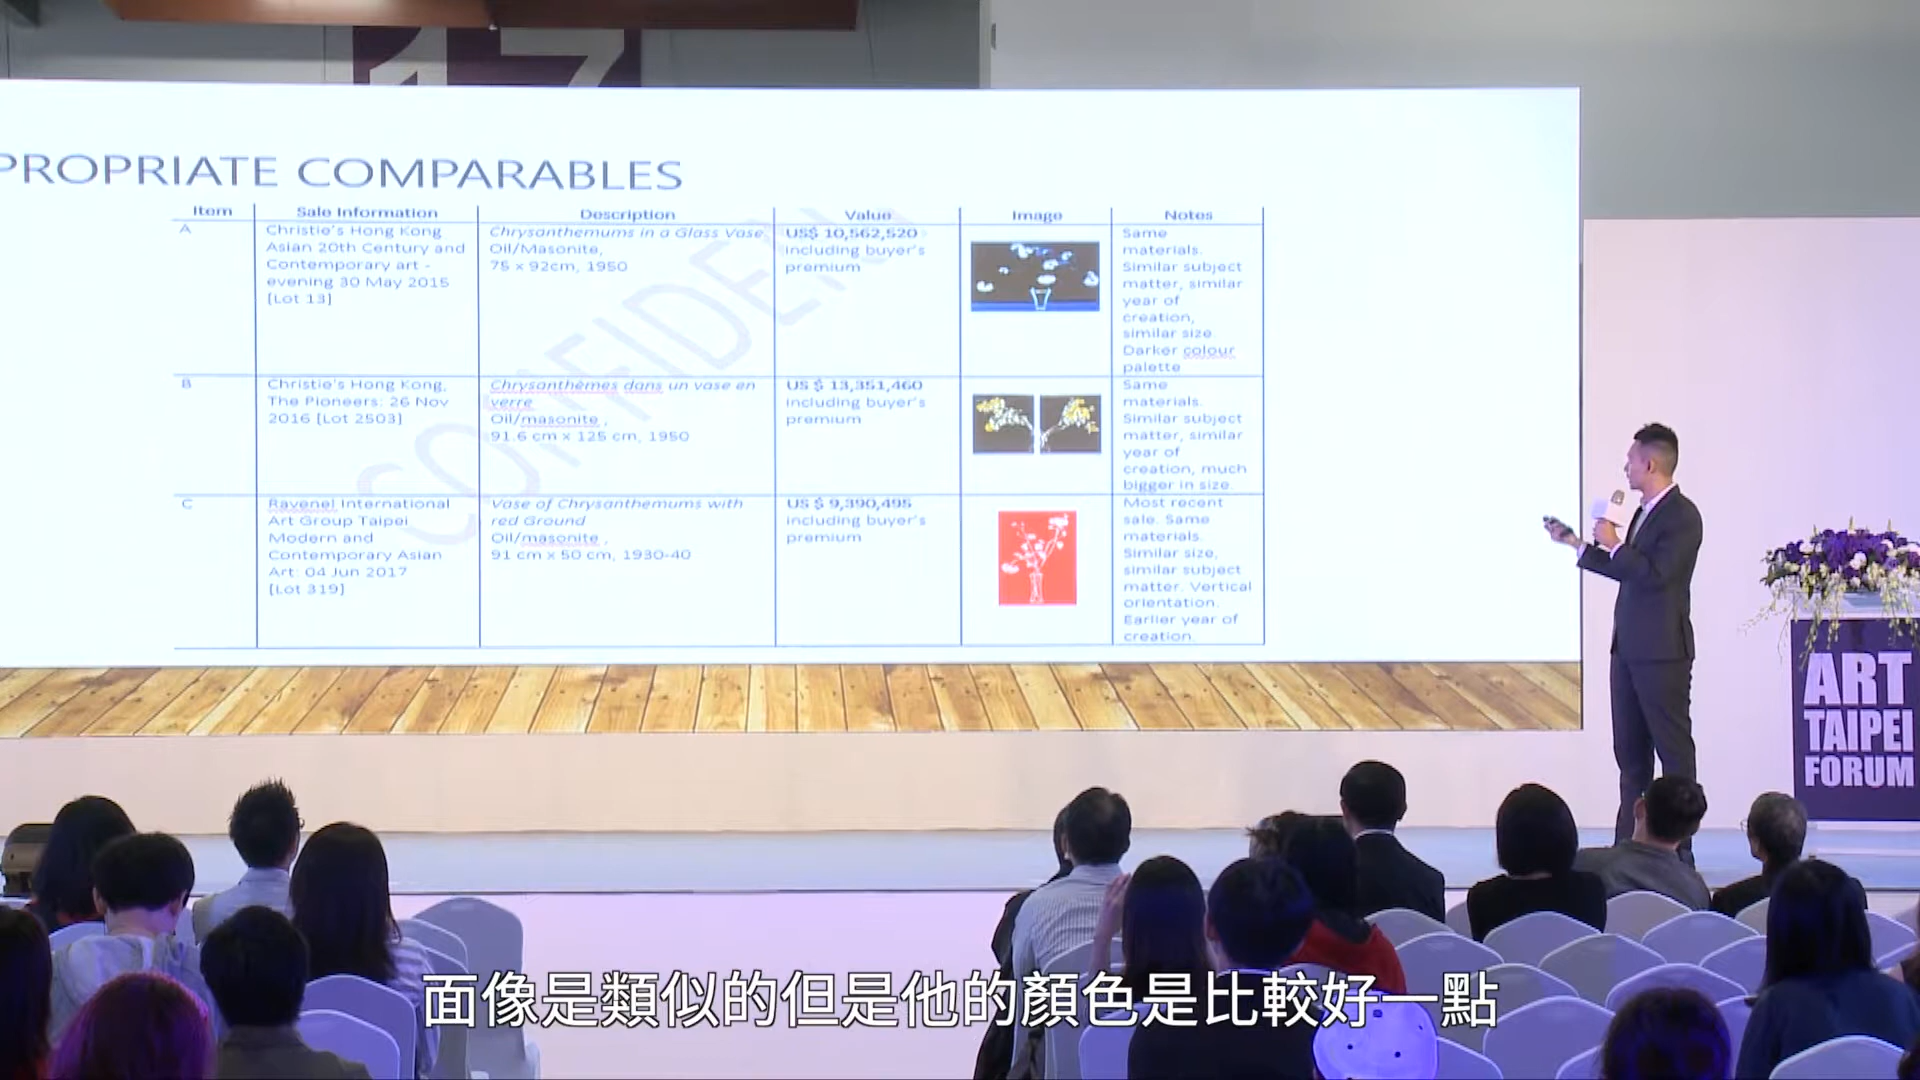 17
PROPRIATE COMPARABLES
Item Sale Information Description Value Image Notes
A
Christie's Hong Kong
Asian 20th Century and
Contemporary art -
evening 30 May 2015
[Lot 13]
Chrysanthemums in a Glass Vase
Oil/Masonite,
75 x 92cm, 1950
US$ 10,562,520
including buyer's
premium
Same
materials.
Similar subject
matter, similar
year of
creation,
similar size
Darker colour
palette
B
Christie's Hong Kong,
The Pioneers: 26 Nov
2016 [Lot 2503]
Chrysanthèmes dans un vase en
verre
Oil/masonite ,
91.6 cm x 125 cm, 1950
US $ 13,351,460
including buyer's
premium
Same
materials.
Similar subject
matter, similar
year of
creation, much
bigger in size.
C
Ravenel International
Art Group Taipei
Modern and
Contemporary Asian
Art: 04 Jun 2017
[Lot 319]
Vase of Chrysanthemums with
red Ground
Oil/masonite ,
91 cm x 50 cm, 1930-40
US $ 9,390,495
including buyer's
premium
Most recent
sale. Same
materials.
Similar size,
similar subject
matter. Vertical
orientation.
Earlier year of
creation.
CONFIDEN
ART
TAIPEI
FORUM
面像是類似的但是他的顏色是比較好一點